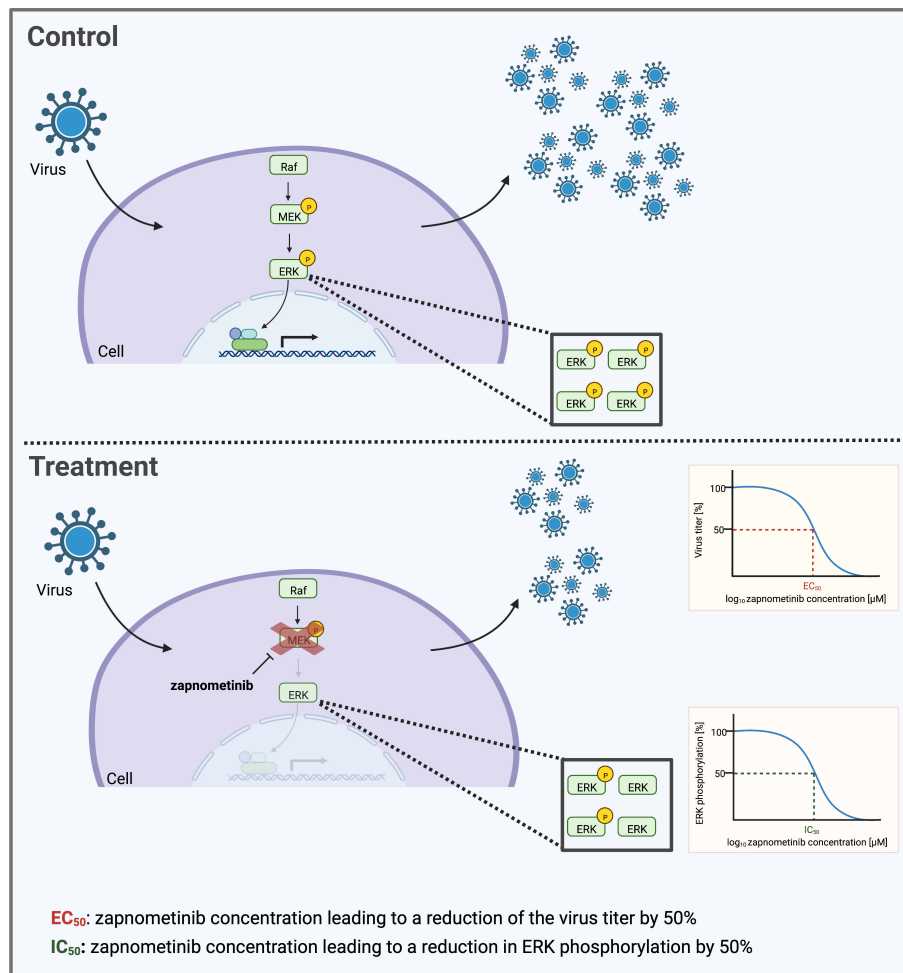 Control
Virus
Raf
MEK
P
ERK
P
Cell
ERK
P
ERK
P
ERK
P
ERK
P
Treatment
Virus
Raf
MEK
P
zapnometinib
ERK
Cell
ERK
P
ERK
ERK
P
ERK
Virus titer [%]
100
50
EC₅₀
log₁₀ zapnometinib concentration [µM]
ERK phosphorylation [%]
100
50
IC₅₀
log₁₀ zapnometinib concentration [µM]
EC₅₀: zapnometinib concentration leading to a reduction of the virus titer by 50%
IC₅₀: zapnometinib concentration leading to a reduction in ERK phosphorylation by 50%